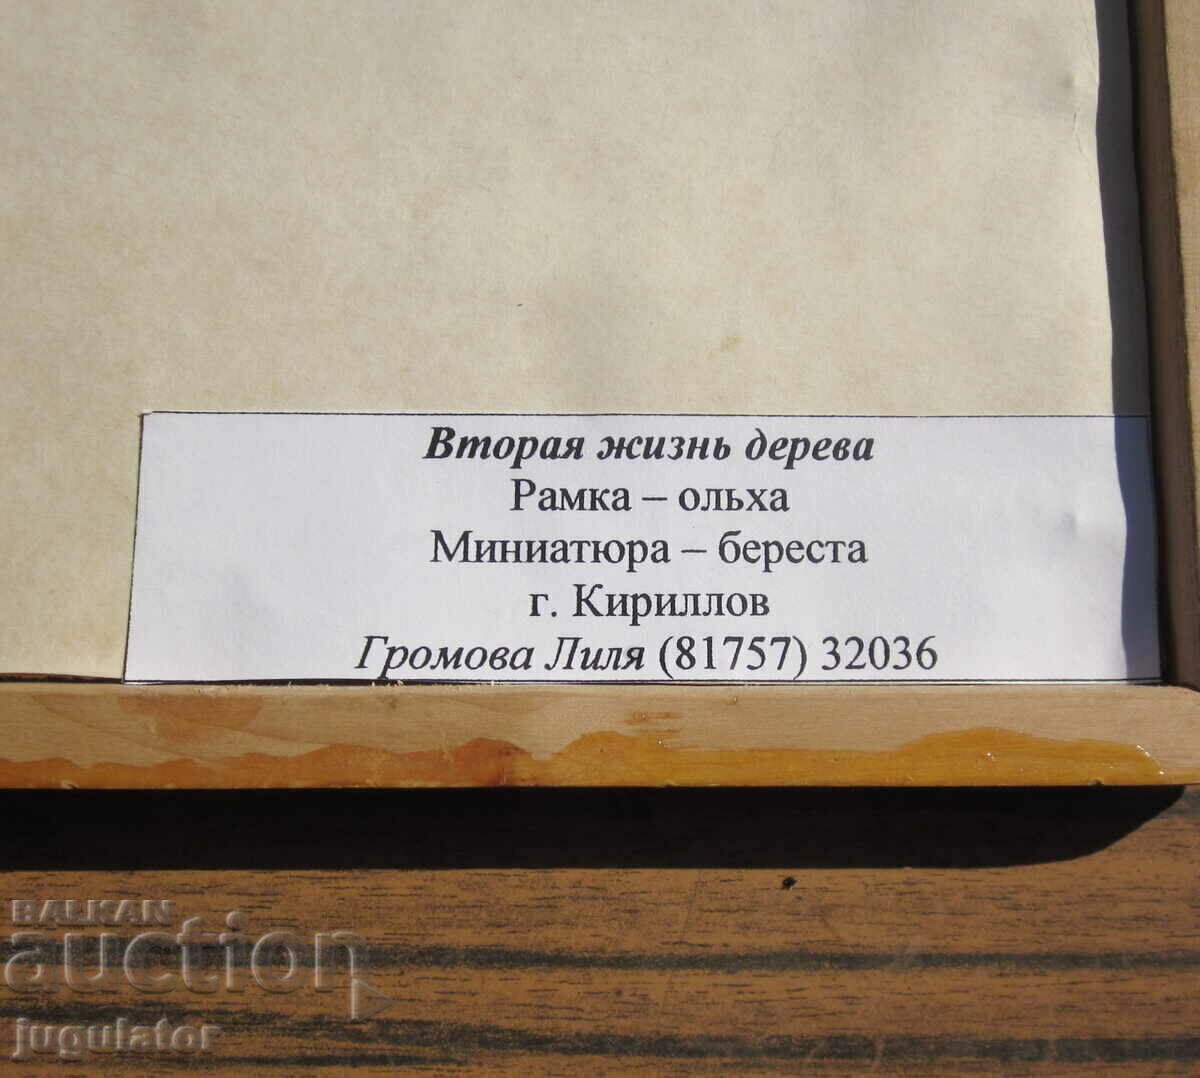 Вторая жизнь дерева
Рамка – ольха
Миниатюра – береста
г. Кириллов
Громова Лиля (81757) 32036
BALKAN
auction
jugulator